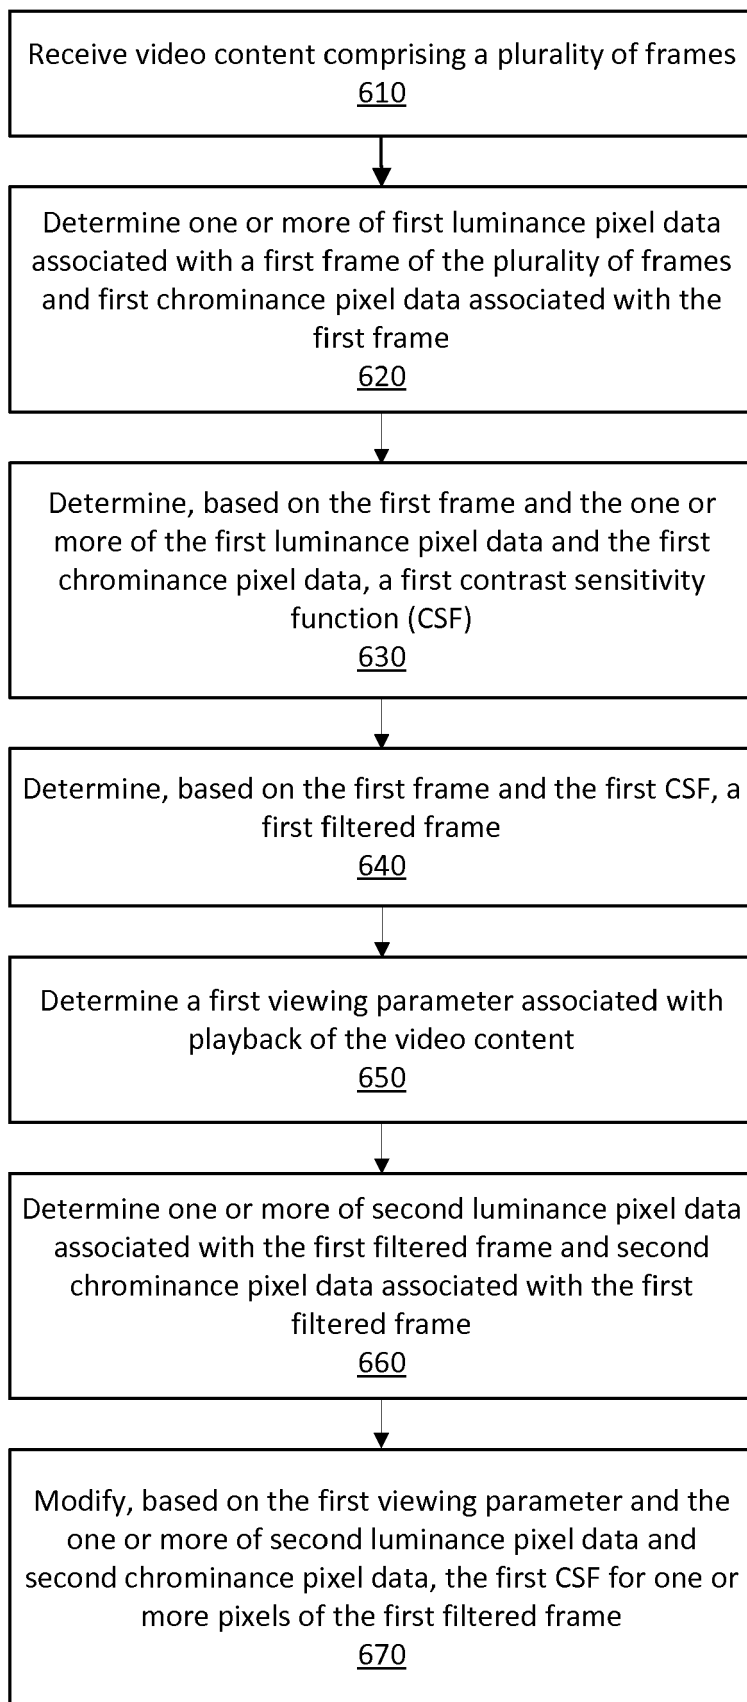 Receive video content comprising a plurality of frames
610
Determine one or more of first luminance pixel data
associated with a first frame of the plurality of frames
and first chrominance pixel data associated with the
first frame
620
Determine, based on the first frame and the one or
more of the first luminance pixel data and the first
chrominance pixel data, a first contrast sensitivity
function (CSF)
630
Determine, based on the first frame and the first CSF, a
first filtered frame
640
Determine a first viewing parameter associated with
playback of the video content
650
Determine one or more of second luminance pixel data
associated with the first filtered frame and second
chrominance pixel data associated with the first
filtered frame
660
Modify, based on the first viewing parameter and the
one or more of second luminance pixel data and
second chrominance pixel data, the first CSF for one or
more pixels of the first filtered frame
670